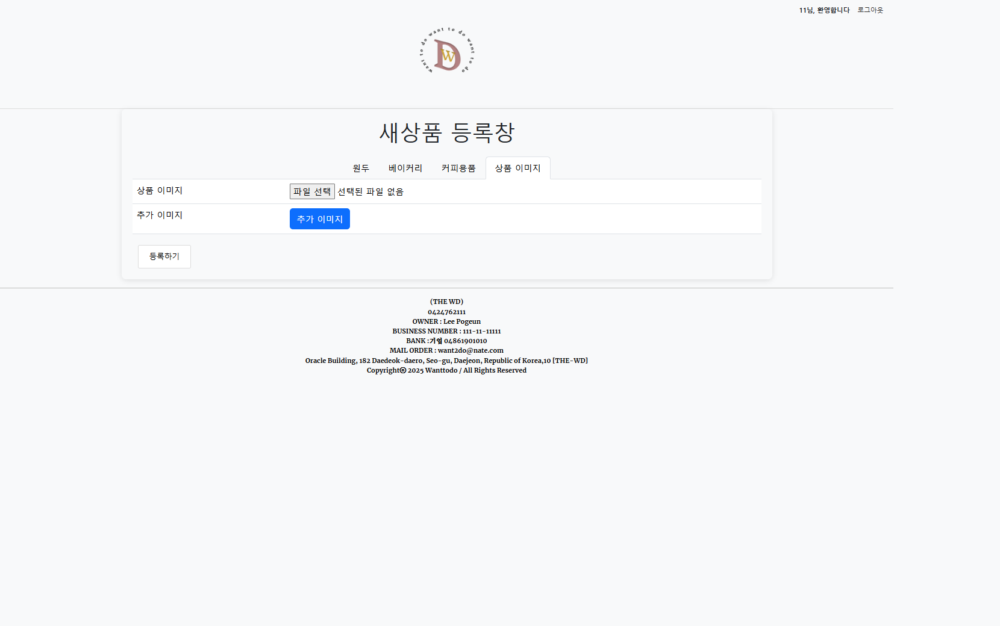 11님, 환영합니다 로그아웃
want to do want to do want to do
D
W
새상품 등록창
원두 베이커리 커피용품 상품 이미지
상품 이미지 파일 선택 선택된 파일 없음
추가 이미지 추가 이미지
등록하기
(THE WD)
0424762111
OWNER : Lee Pogeun
BUSINESS NUMBER : 111-11-11111
BANK :기업 04861901010
MAIL ORDER : want2do@nate.com
Oracle Building, 182 Daedeok-daero, Seo-gu, Daejeon, Republic of Korea,10 [THE-WD]
Copyrightⓒ 2025 Wanttodo / All Rights Reserved